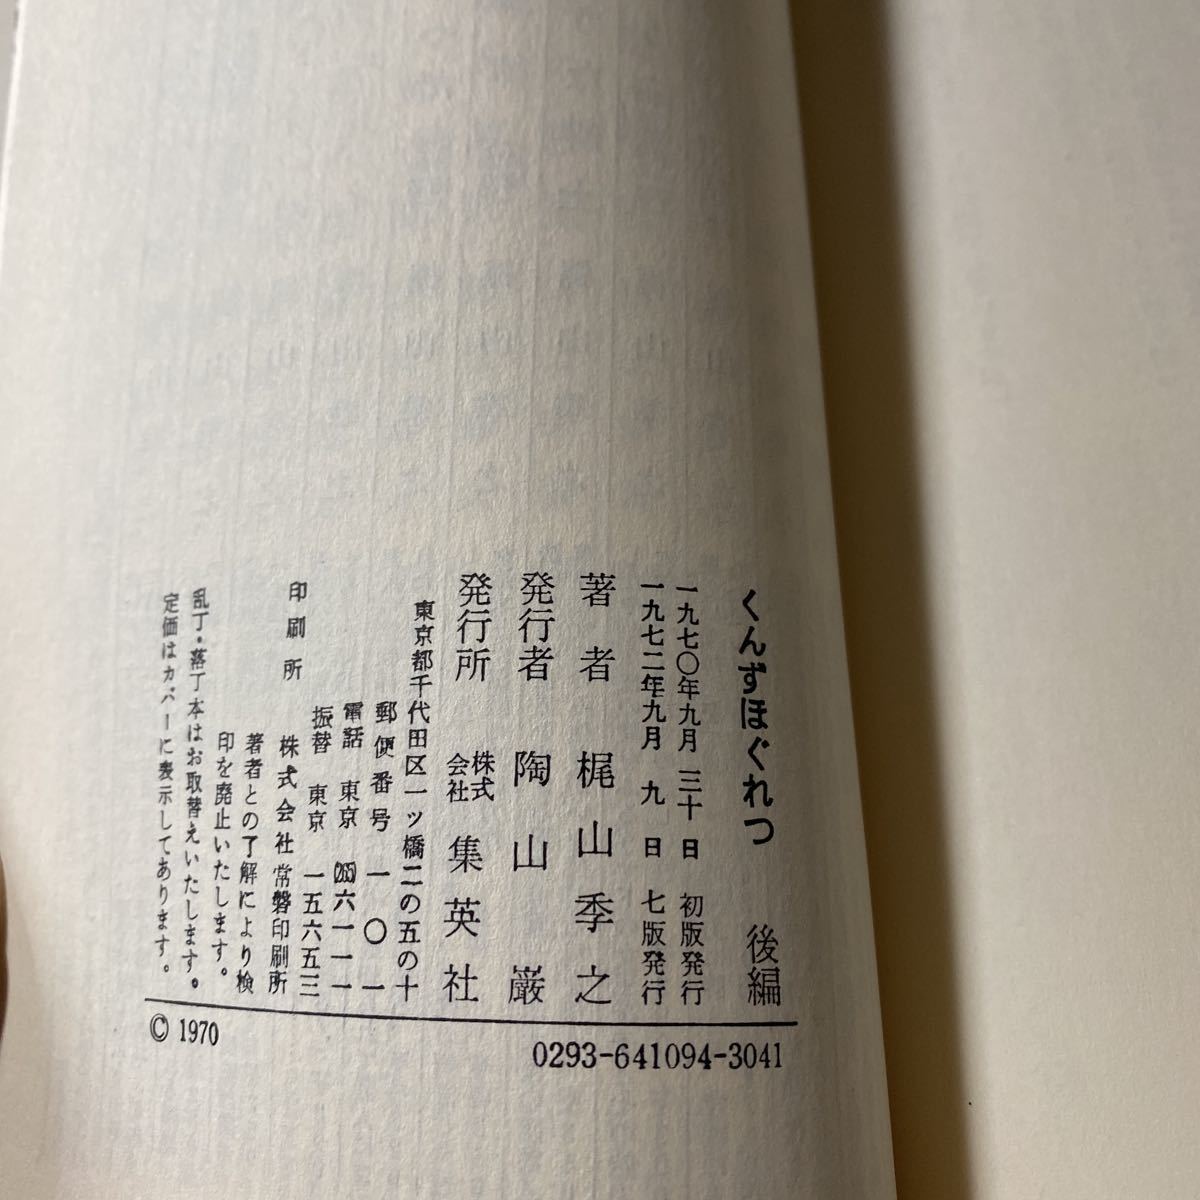 くんずほぐれつ 後編
一九七〇年九月 三十日 初版発行
一九七二年九月 九日 七版発行
著者 梶山季之
発行者 陶山 巌
発行所 株式会社 集英社
東京都千代田区一ツ橋二の五の十
郵便番号 一〇一
電話 東京 (265) 六一一一
振替 東京 一五六五三
印刷所 株式会社 常磐印刷所
著者との了解により検
印を廃止いたします。
乱丁・落丁本はお取替えいたします。
定価はカバーに表示してあります。
© 1970
0293-641094-3041